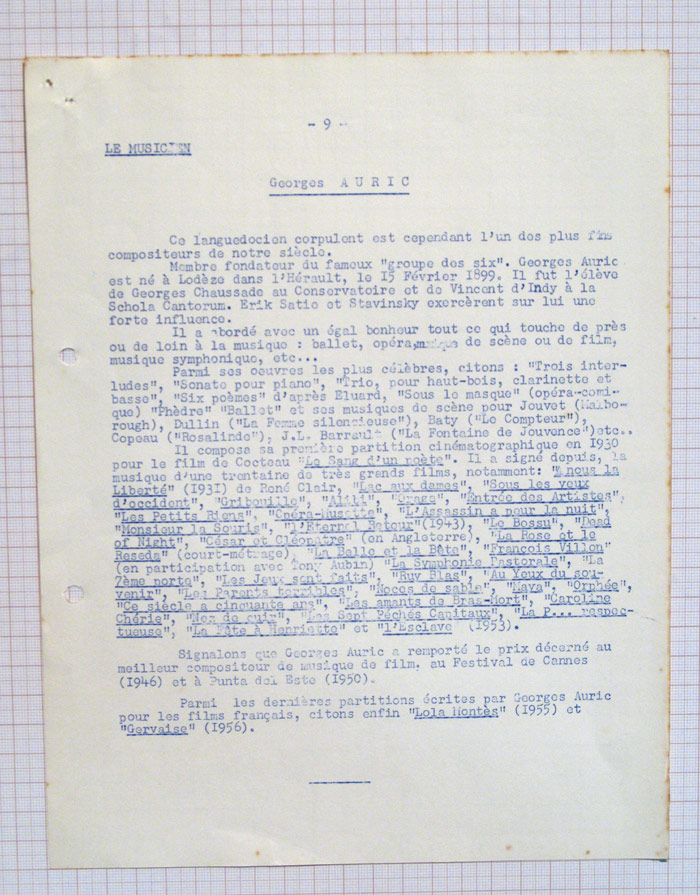 - 9 -
LE MUSICIEN
Georges A U R I C
Ce languedocien corpulent est cependant l'un des plus fins
compositeurs de notre siècle.
Membre fondateur du fameux "groupe des six". Georges Auric
est né à Lodèze dans l'Hérault, le 15 Février 1899. Il fut l'élève
de Georges Chaussade au Conservatoire et de Vincent d'Indy à la
Schola Cantorum. Erik Satie et Stavinsky exercèrent sur lui une
forte influence.
Il a abordé avec un égal bonheur tout ce qui touche de près
ou de loin à la musique : ballet, opéra, musique de scène ou de film,
musique symphonique, etc...
Parmi ses oeuvres les plus célèbres, citons : "Trois inter-
ludes", "Sonate pour piano", "Trio, pour haut-bois, clarinette et
basse", "Six poèmes" d'après Eluard, "Sous le masque" (opéra-comi-
que) "Phèdre" "Ballet" et ses musiques de scène pour Jouvet (Malbo-
rough), Dullin ("La Femme silencieuse"), Baty ("Le Compteur"),
Copeau ("Rosalinde"), J.L. Barrault ("La Fontaine de Jouvence")etc..
Il composa sa première partition cinématographique en 1930
pour le film de Cocteau "Le Sang d'un poète". Il a signé depuis, la
musique d'une trentaine de très grands films, notamment: "A nous la
Liberté" (1931) de René Clair, "Lac aux dames", "Sous les yeux
d'occident", "Gribouille", "Alibi", "Orage", "Entrée des Artistes",
"Les Petits Riens", "Opéra-Musette", "L'Assassin a peur la nuit",
"Monsieur la Souris", "l'Eternel Retour"(1943), "Le Bossu", "Dead
of Night", "César et Cléopatre" (en Angleterre), "La Rose et le
Reseda" (court-métrage), "La Belle et la Bête", "François Villon"
(en participation avec Tony Aubin) "La Symphonie Pastorale", "La
7ème porte", "Les Jeux sont faits", "Ruy Blas", "Au Yeux du sou-
venir", "Les Parents terribles", "Noces de sable", "Maya", "Orphée",
"Ce siècle a cinquante ans", "Les amants de Bras-mort", "Caroline
Chérie", "Nez de cuir", "Les Sept Péchés Capitaux", "La P... respec-
tueuse", "La Fête à Henriette" et "l'Esclave" (1953).
Signalons que Georges Auric a remporté le prix décerné au
meilleur compositeur de musique de film, au Festival de Cannes
(1946) et à Punta del Este (1950).
Parmi les dernières partitions écrites par Georges Auric
pour les films français, citons enfin "Lola Montès" (1955) et
"Gervaise" (1956).